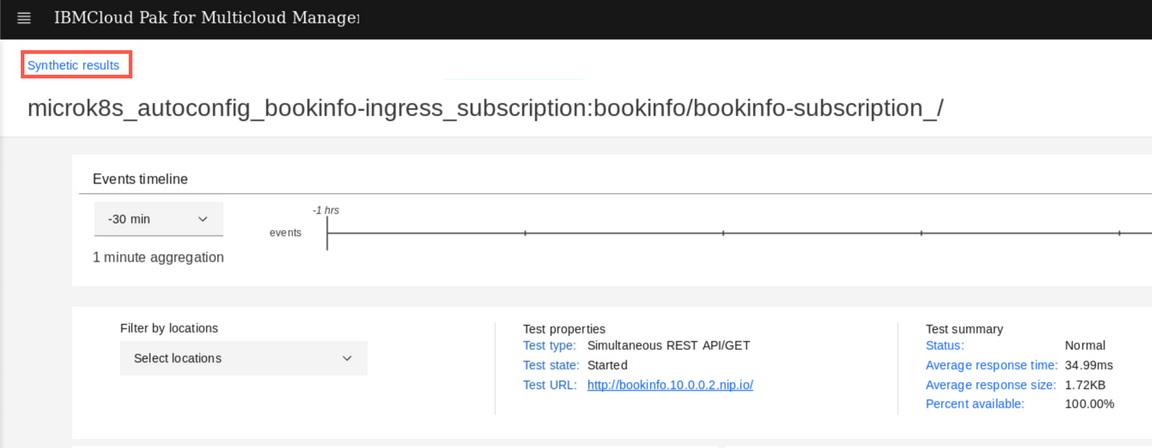 IBMCloud Pak for Multicloud Manager
Synthetic results
microk8s_autoconfig_bookinfo-ingress_subscription:bookinfo/bookinfo-subscription_/
Events timeline
-30 min
-1 hrs
events
1 minute aggregation
Filter by locations
Select locations
Test properties
Test type: Simultaneous REST API/GET
Test state: Started
Test URL: http://bookinfo.10.0.0.2.nip.io/
Test summary
Status: Normal
Average response time: 34.99ms
Average response size: 1.72KB
Percent available: 100.00%